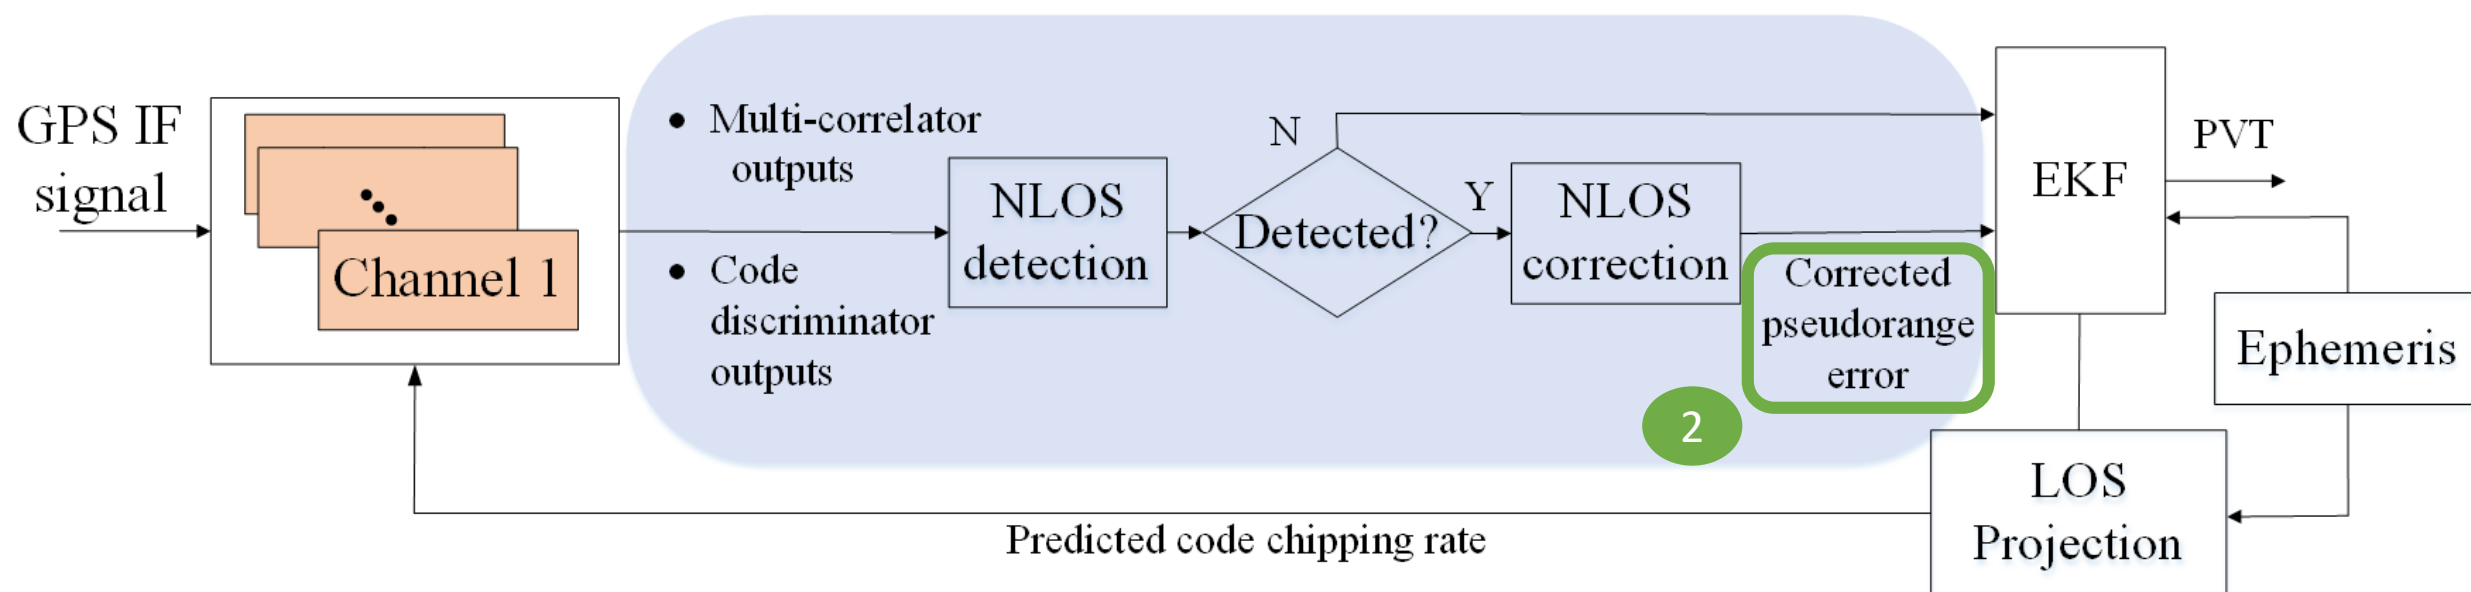 GPS IF
signal
Channel 1
• Multi-correlator
outputs
• Code
discriminator
outputs
NLOS
detection
Detected?
N
Y
NLOS
correction
Corrected
pseudorange
error
2
EKF
PVT
Ephemeris
LOS
Projection
Predicted code chipping rate